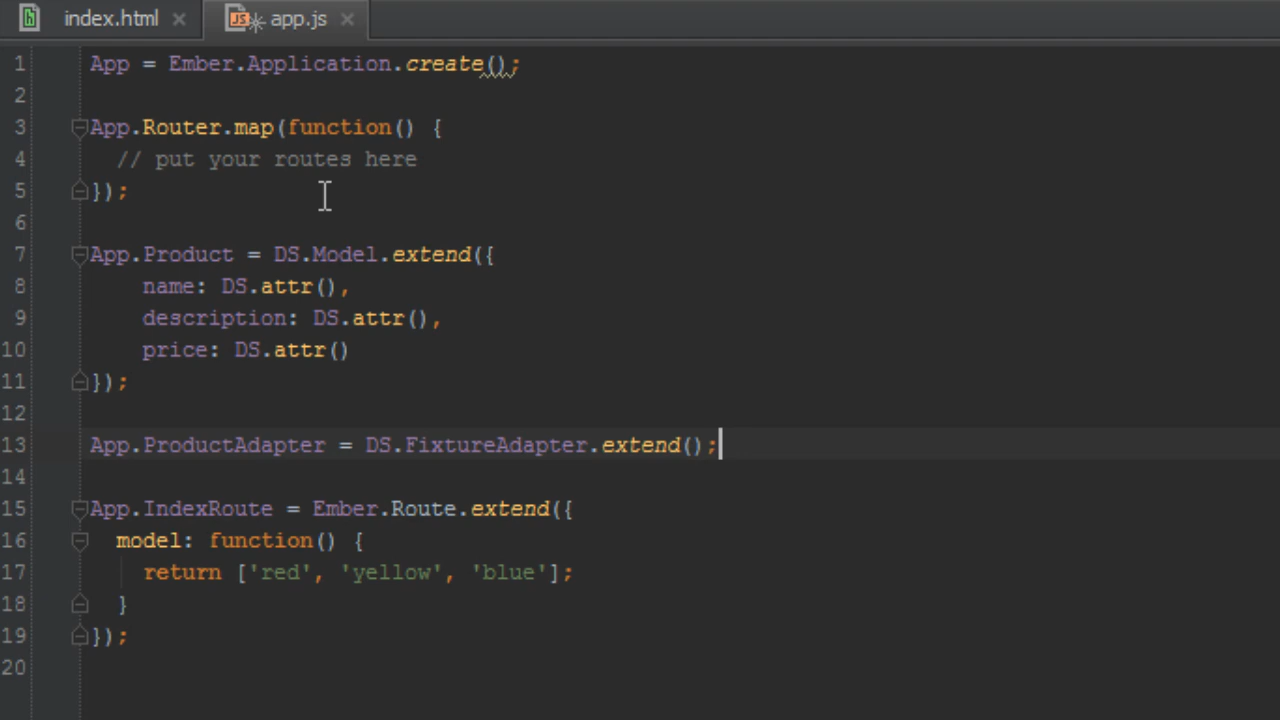 index.html
app.js
1 App = Ember.Application.create();
2
3 App.Router.map(function() {
4   // put your routes here
5 });
6
7 App.Product = DS.Model.extend({
8     name: DS.attr(),
9     description: DS.attr(),
10     price: DS.attr()
11 });
12
13 App.ProductAdapter = DS.FixtureAdapter.extend();
14
15 App.IndexRoute = Ember.Route.extend({
16   model: function() {
17     return ['red', 'yellow', 'blue'];
18   }
19 });
20